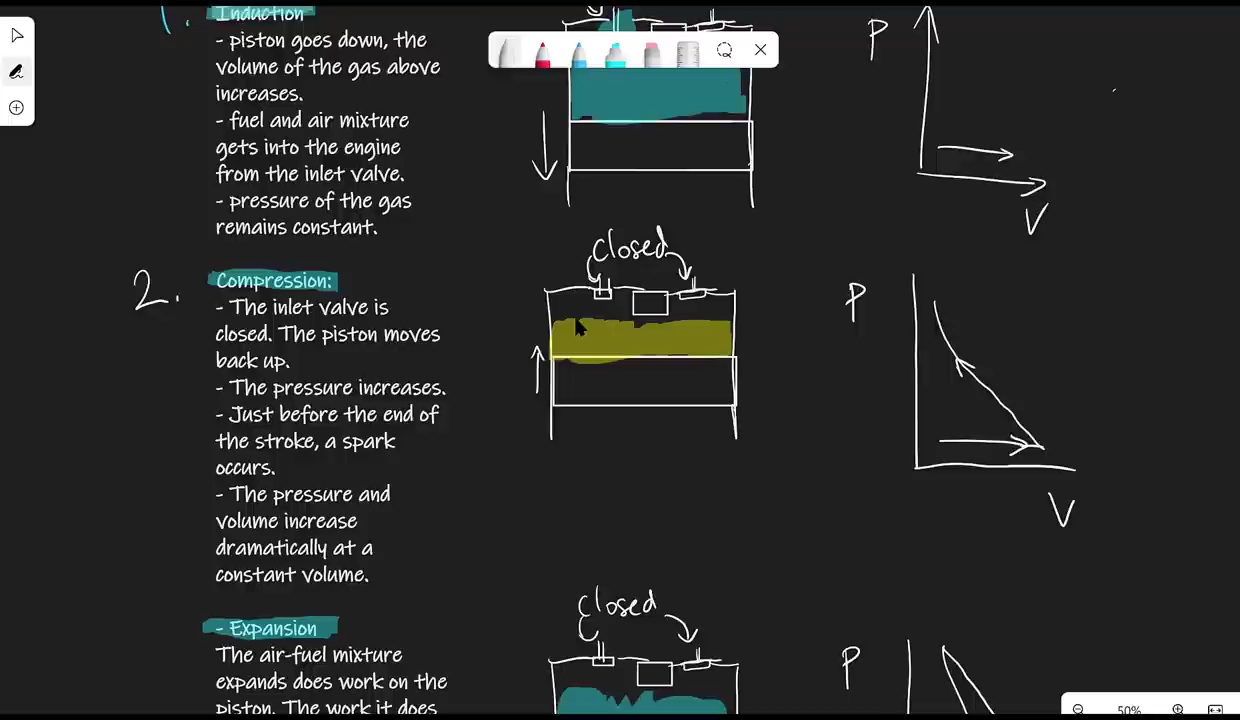 1.
Induction
- piston goes down, the
volume of the gas above
increases.
- fuel and air mixture
gets into the engine
from the inlet valve.
- pressure of the gas
remains constant.
P
V
2.
Compression:
- The inlet valve is
closed. The piston moves
back up.
- The pressure increases.
- Just before the end of
the stroke, a spark
occurs.
- The pressure and
volume increase
dramatically at a
constant volume.
closed
P
V
- Expansion
The air-fuel mixture
expands does work on the
piston. The work it does
closed
P
50%